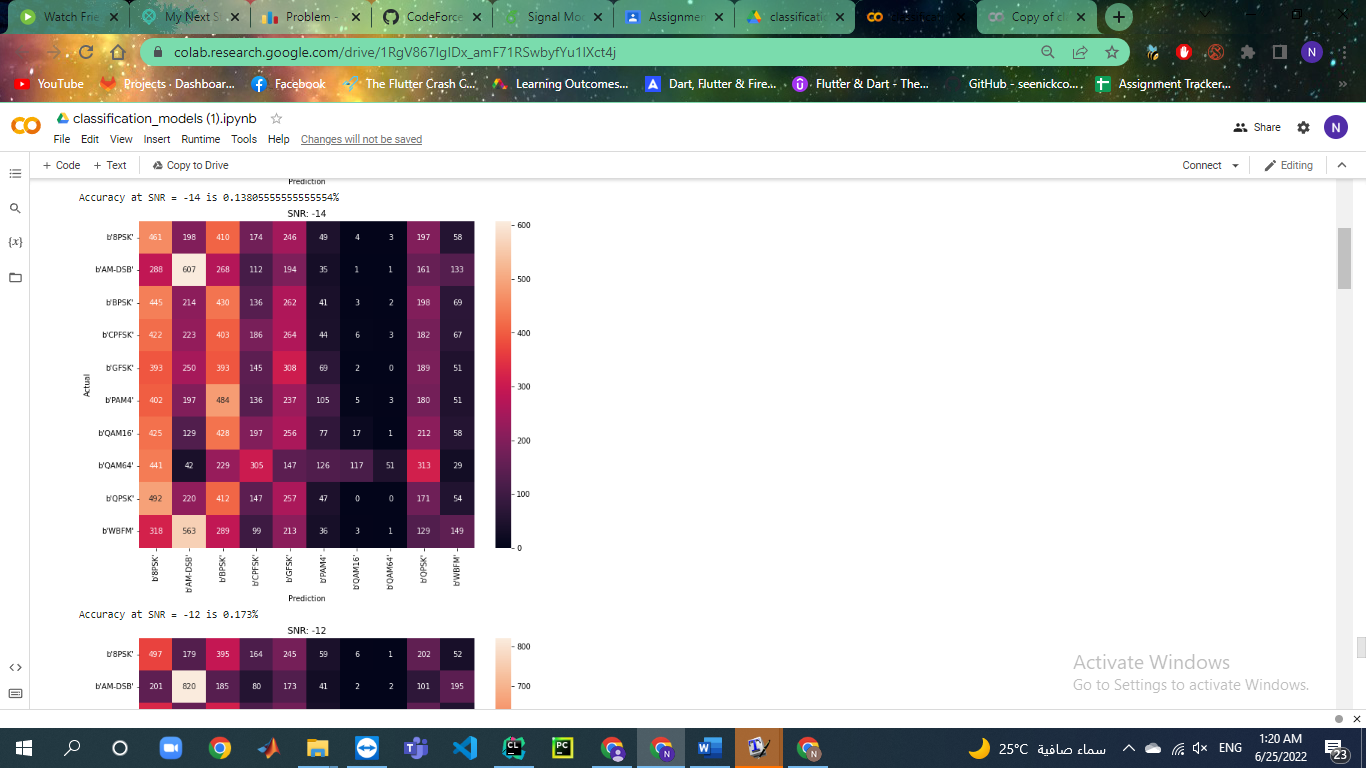 Watch Frie
My Next S
Problem -
CodeForce
Signal Mo
Assignmen
classificatio
Copy of cl
colab.research.google.com/drive/1RgV867IgIDx_amF71RSwbyfYu1IXct4j
N
YouTube
Projects · Dashboar...
Facebook
The Flutter Crash C...
Learning Outcomes...
Dart, Flutter & Fire...
Flutter & Dart - The...
GitHub - seenickco...
Assignment Tracker...
»
CO
classification_models (1).ipynb
File Edit View Insert Runtime Tools Help Changes will not be saved
Share
N
+ Code + Text Copy to Drive
Connect
Editing
Prediction
Accuracy at SNR = -14 is 0.13805555555555554%
SNR: -14
b'8PSK' 461 198 410 174 246 49 4 3 197 58
b'AM-DSB' 288 607 268 112 194 35 1 1 161 133
b'BPSK' 445 214 430 136 262 41 3 2 198 69
b'CPFSK' 422 223 403 186 264 44 6 3 182 67
b'GFSK' 393 250 393 145 308 69 2 0 189 51
b'PAM4' 402 197 484 136 237 105 5 3 180 51
b'QAM16' 425 129 428 197 256 77 17 1 212 58
b'QAM64' 441 42 229 305 147 126 117 51 313 29
b'QPSK' 492 220 412 147 257 47 0 0 171 54
b'WBFM' 318 563 289 99 213 36 3 1 129 149
Actual
b'8PSK' b'AM-DSB' b'BPSK' b'CPFSK' b'GFSK' b'PAM4' b'QAM16' b'QAM64' b'QPSK' b'WBFM'
Prediction
600
500
400
300
200
100
0
Accuracy at SNR = -12 is 0.173%
SNR: -12
b'8PSK' 497 179 395 164 245 59 6 1 202 52
b'AM-DSB' 201 820 185 80 173 41 2 2 101 195
800
700
{x}
Activate Windows
Go to Settings to activate Windows.
CL
PC
N
N
W
25°C سماء صافية
ENG
1:20 AM
6/25/2022
23